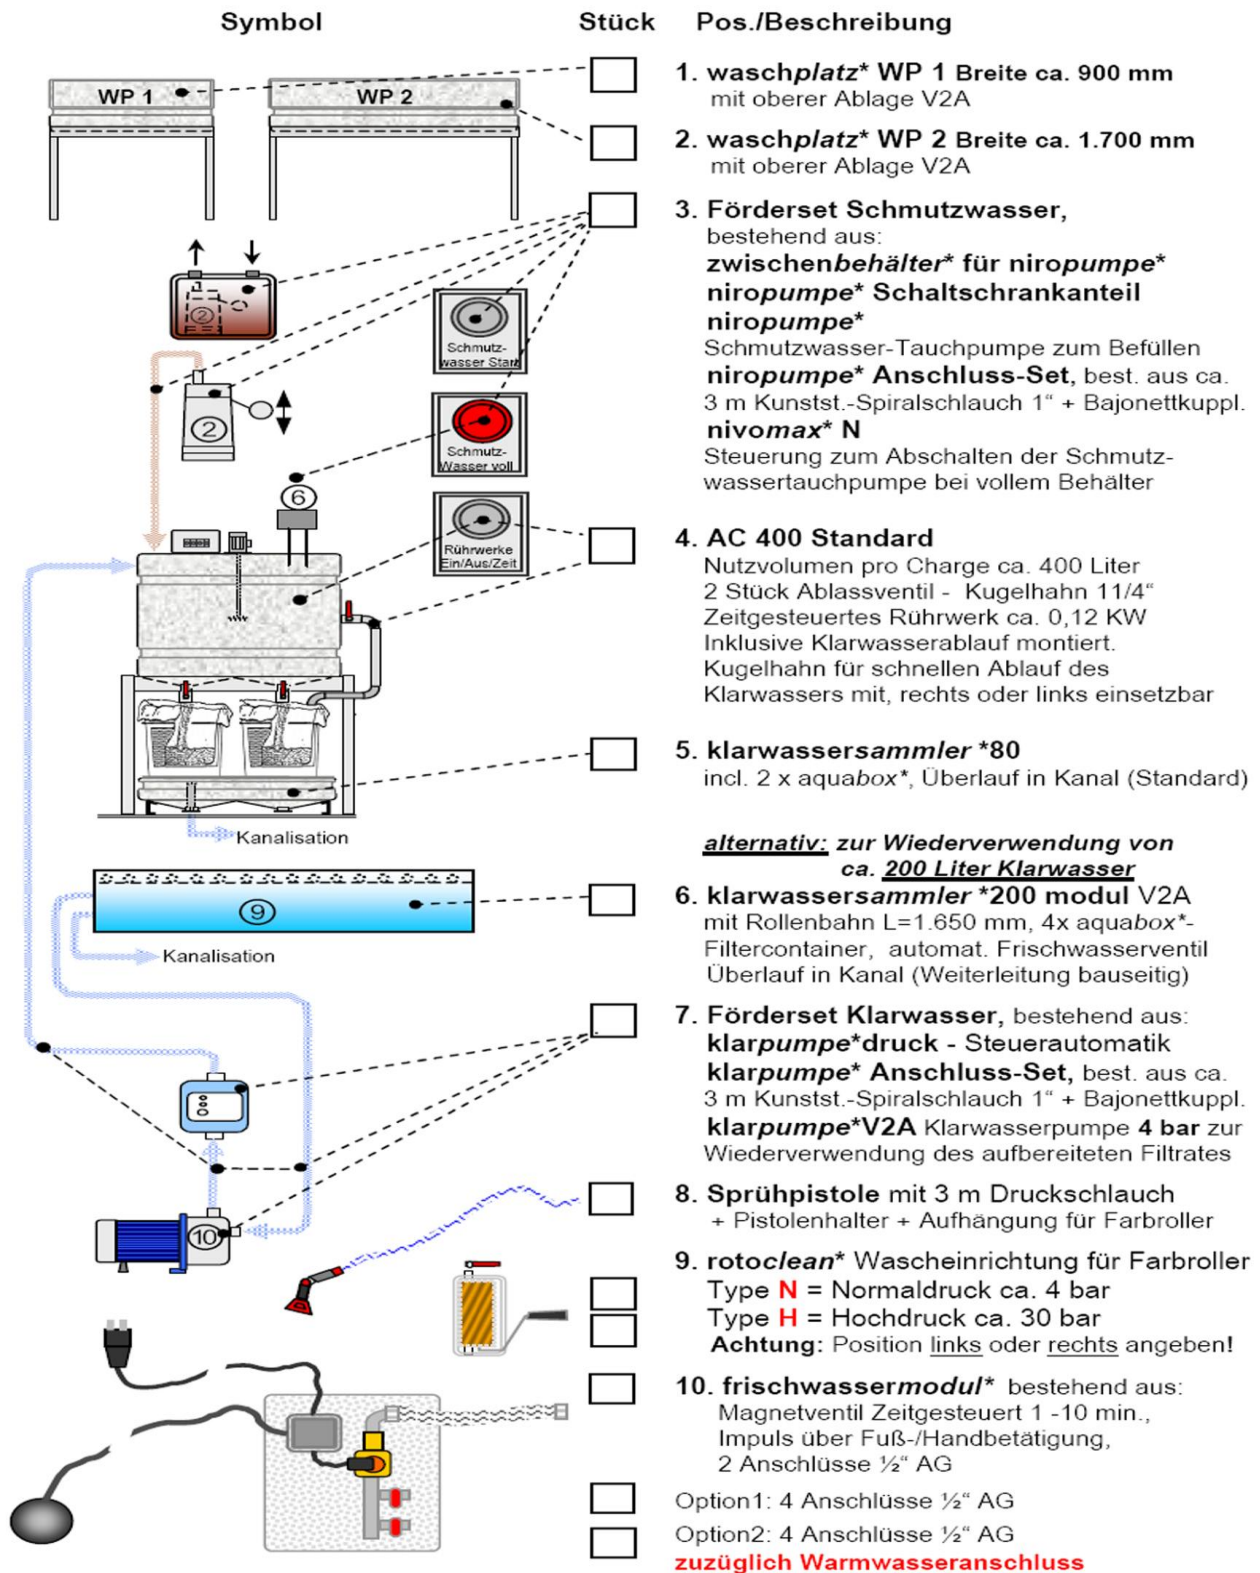 Symbol Stück Pos./Beschreibung
WP 1
WP 2
1. waschplatz* WP 1 Breite ca. 900 mm
mit oberer Ablage V2A
2. waschplatz* WP 2 Breite ca. 1.700 mm
mit oberer Ablage V2A
3. Förderset Schmutzwasser,
bestehend aus:
zwischenbehälter* für niropumpe*
niropumpe* Schaltschrankanteil
niropumpe*
Schmutzwasser-Tauchpumpe zum Befüllen
niropumpe* Anschluss-Set, best. aus ca.
3 m Kunstst.-Spiralschlauch 1“ + Bajonettkuppl.
nivomax* N
Steuerung zum Abschalten der Schmutz-
wassertauchpumpe bei vollem Behälter
2
Schmutz-
wasser Start
2
Schmutz-
Wasser voll
6
Rührwerke
Ein/Aus/Zeit
4. AC 400 Standard
Nutzvolumen pro Charge ca. 400 Liter
2 Stück Ablassventil - Kugelhahn 11/4“
Zeitgesteuertes Rührwerk ca. 0,12 KW
Inklusive Klarwasserablauf montiert.
Kugelhahn für schnellen Ablauf des
Klarwassers mit, rechts oder links einsetzbar
5. klarwassersammler *80
incl. 2 x aquabox*, Überlauf in Kanal (Standard)
Kanalisation
alternativ: zur Wiederverwendung von
ca. 200 Liter Klarwasser
6. klarwassersammler *200 modul V2A
mit Rollenbahn L=1.650 mm, 4x aquabox*-
Filtercontainer, automat. Frischwasserventil
Überlauf in Kanal (Weiterleitung bauseitig)
9
Kanalisation
7. Förderset Klarwasser, bestehend aus:
klarpumpe*druck - Steuerautomatik
klarpumpe* Anschluss-Set, best. aus ca.
3 m Kunstst.-Spiralschlauch 1“ + Bajonettkuppl.
klarpumpe*V2A Klarwasserpumpe 4 bar zur
Wiederverwendung des aufbereiteten Filtrates
10
8. Sprühpistole mit 3 m Druckschlauch
+ Pistolenhalter + Aufhängung für Farbroller
9. rotoclean* Wascheinrichtung für Farbroller
Type N = Normaldruck ca. 4 bar
Type H = Hochdruck ca. 30 bar
Achtung: Position links oder rechts angeben!
10. frischwassermodul* bestehend aus:
Magnetventil Zeitgesteuert 1 -10 min.,
Impuls über Fuß-/Handbetätigung,
2 Anschlüsse ½“ AG
Option1: 4 Anschlüsse ½“ AG
Option2: 4 Anschlüsse ½“ AG
zuzüglich Warmwasseranschluss